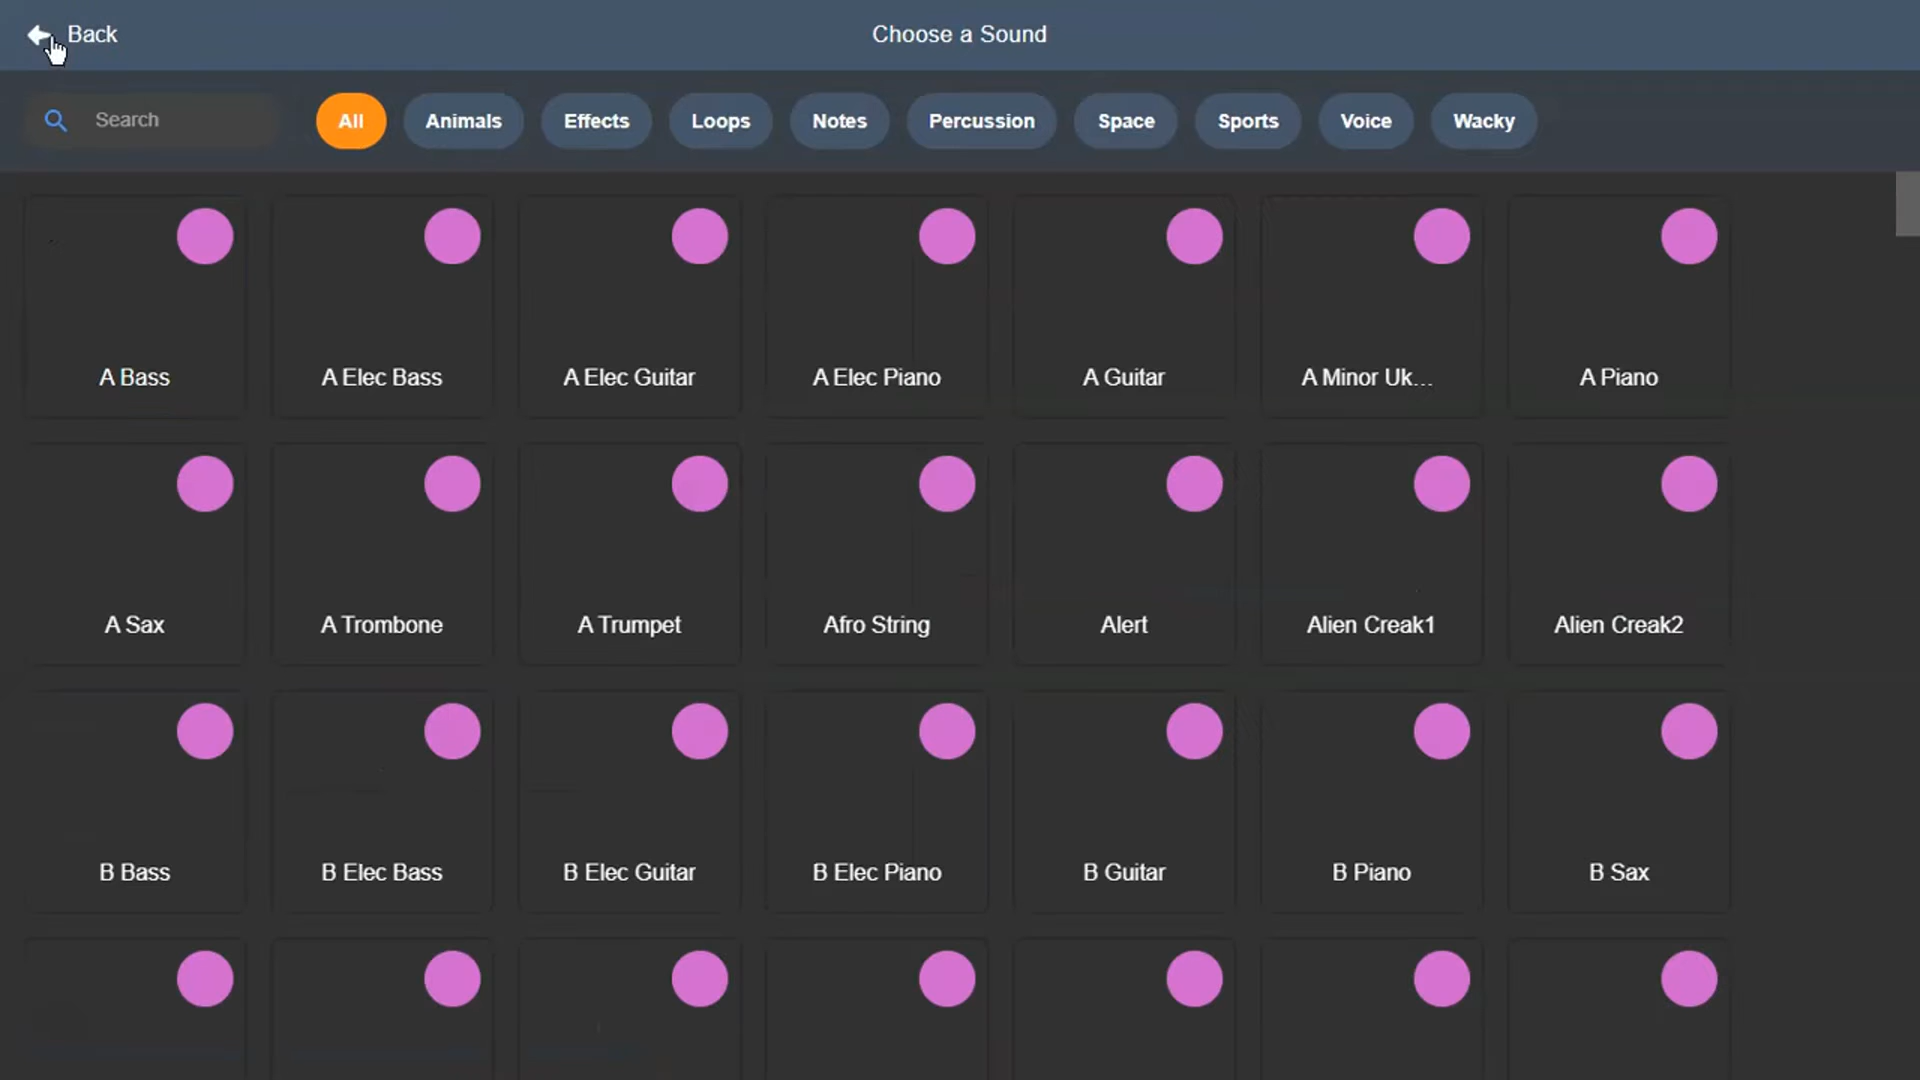 Back
Choose a Sound
Search
All
Animals
Effects
Loops
Notes
Percussion
Space
Sports
Voice
Wacky
A Bass
A Elec Bass
A Elec Guitar
A Elec Piano
A Guitar
A Minor Uk...
A Piano
A Sax
A Trombone
A Trumpet
Afro String
Alert
Alien Creak1
Alien Creak2
B Bass
B Elec Bass
B Elec Guitar
B Elec Piano
B Guitar
B Piano
B Sax